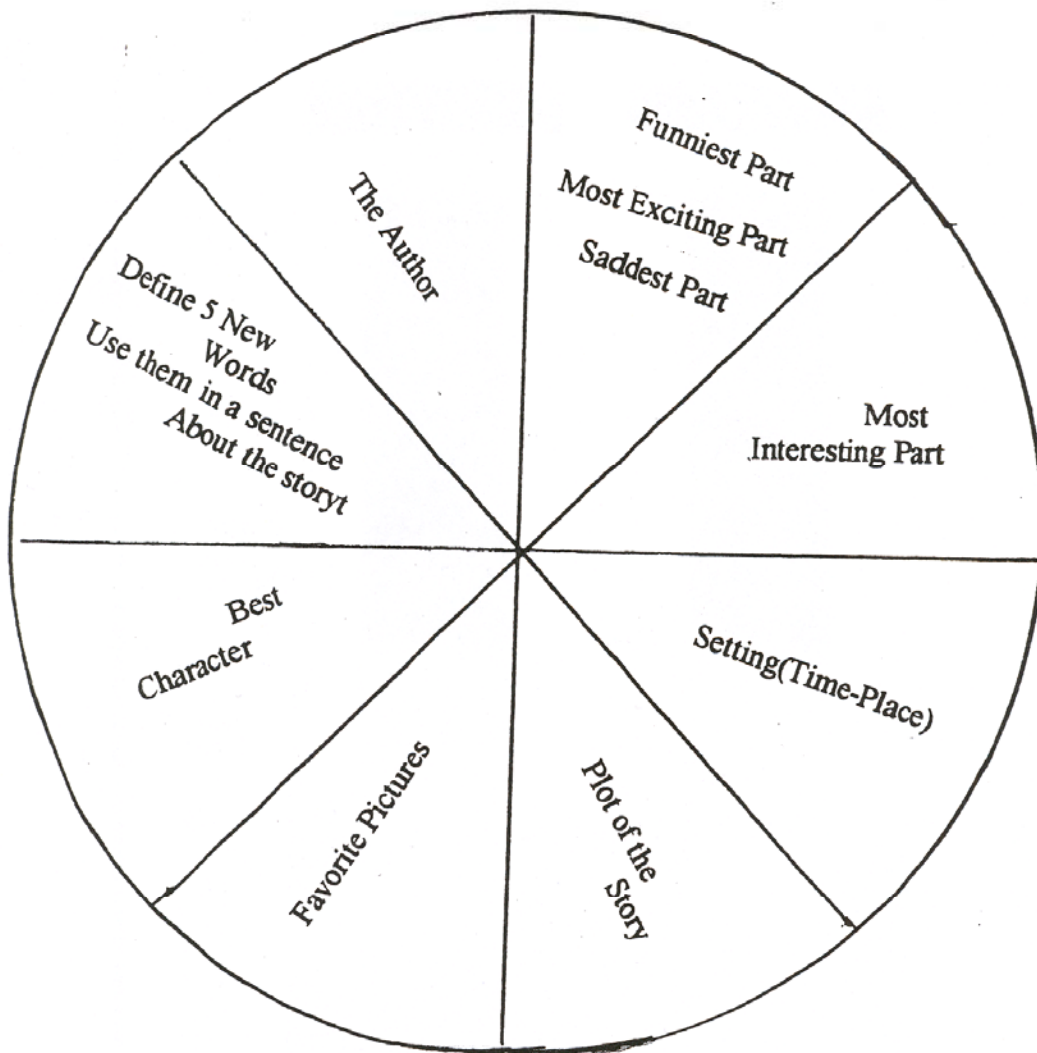 Funniest Part
Most Exciting Part
Saddest Part
Most
Interesting Part
Setting(Time-Place)
Plot of the
Story
Favorite Pictures
Best
Character
Define 5 New
Words
Use them in a sentence
About the storyt
The Author